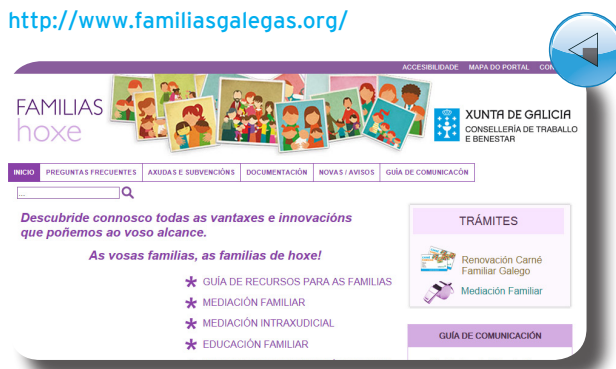 http://www.familiasgalegas.org/
ACCESIBILIDADE MAPA DO PORTAL
FAMILIAS
hoxe
XUNTA DE GALICIA
CONSELLERÍA DE TRABALLO
E BENESTAR
INICIO PREGUNTAS FRECUENTES AXUDAS E SUBVENCIÓNS DOCUMENTACIÓN NOVAS / AVISOS GUÍA DE COMUNICACÓN
...
Descubride connosco todas as vantaxes e innovacións
que poñemos ao voso alcance.
As vosas familias, as familias de hoxe!
* GUÍA DE RECURSOS PARA AS FAMILIAS
* MEDIACIÓN FAMILIAR
* MEDIACIÓN INTRAXUDICIAL
* EDUCACIÓN FAMILIAR
TRÁMITES
Renovación Carné
Familiar Galego
Mediación Familiar
GUÍA DE COMUNICACIÓN